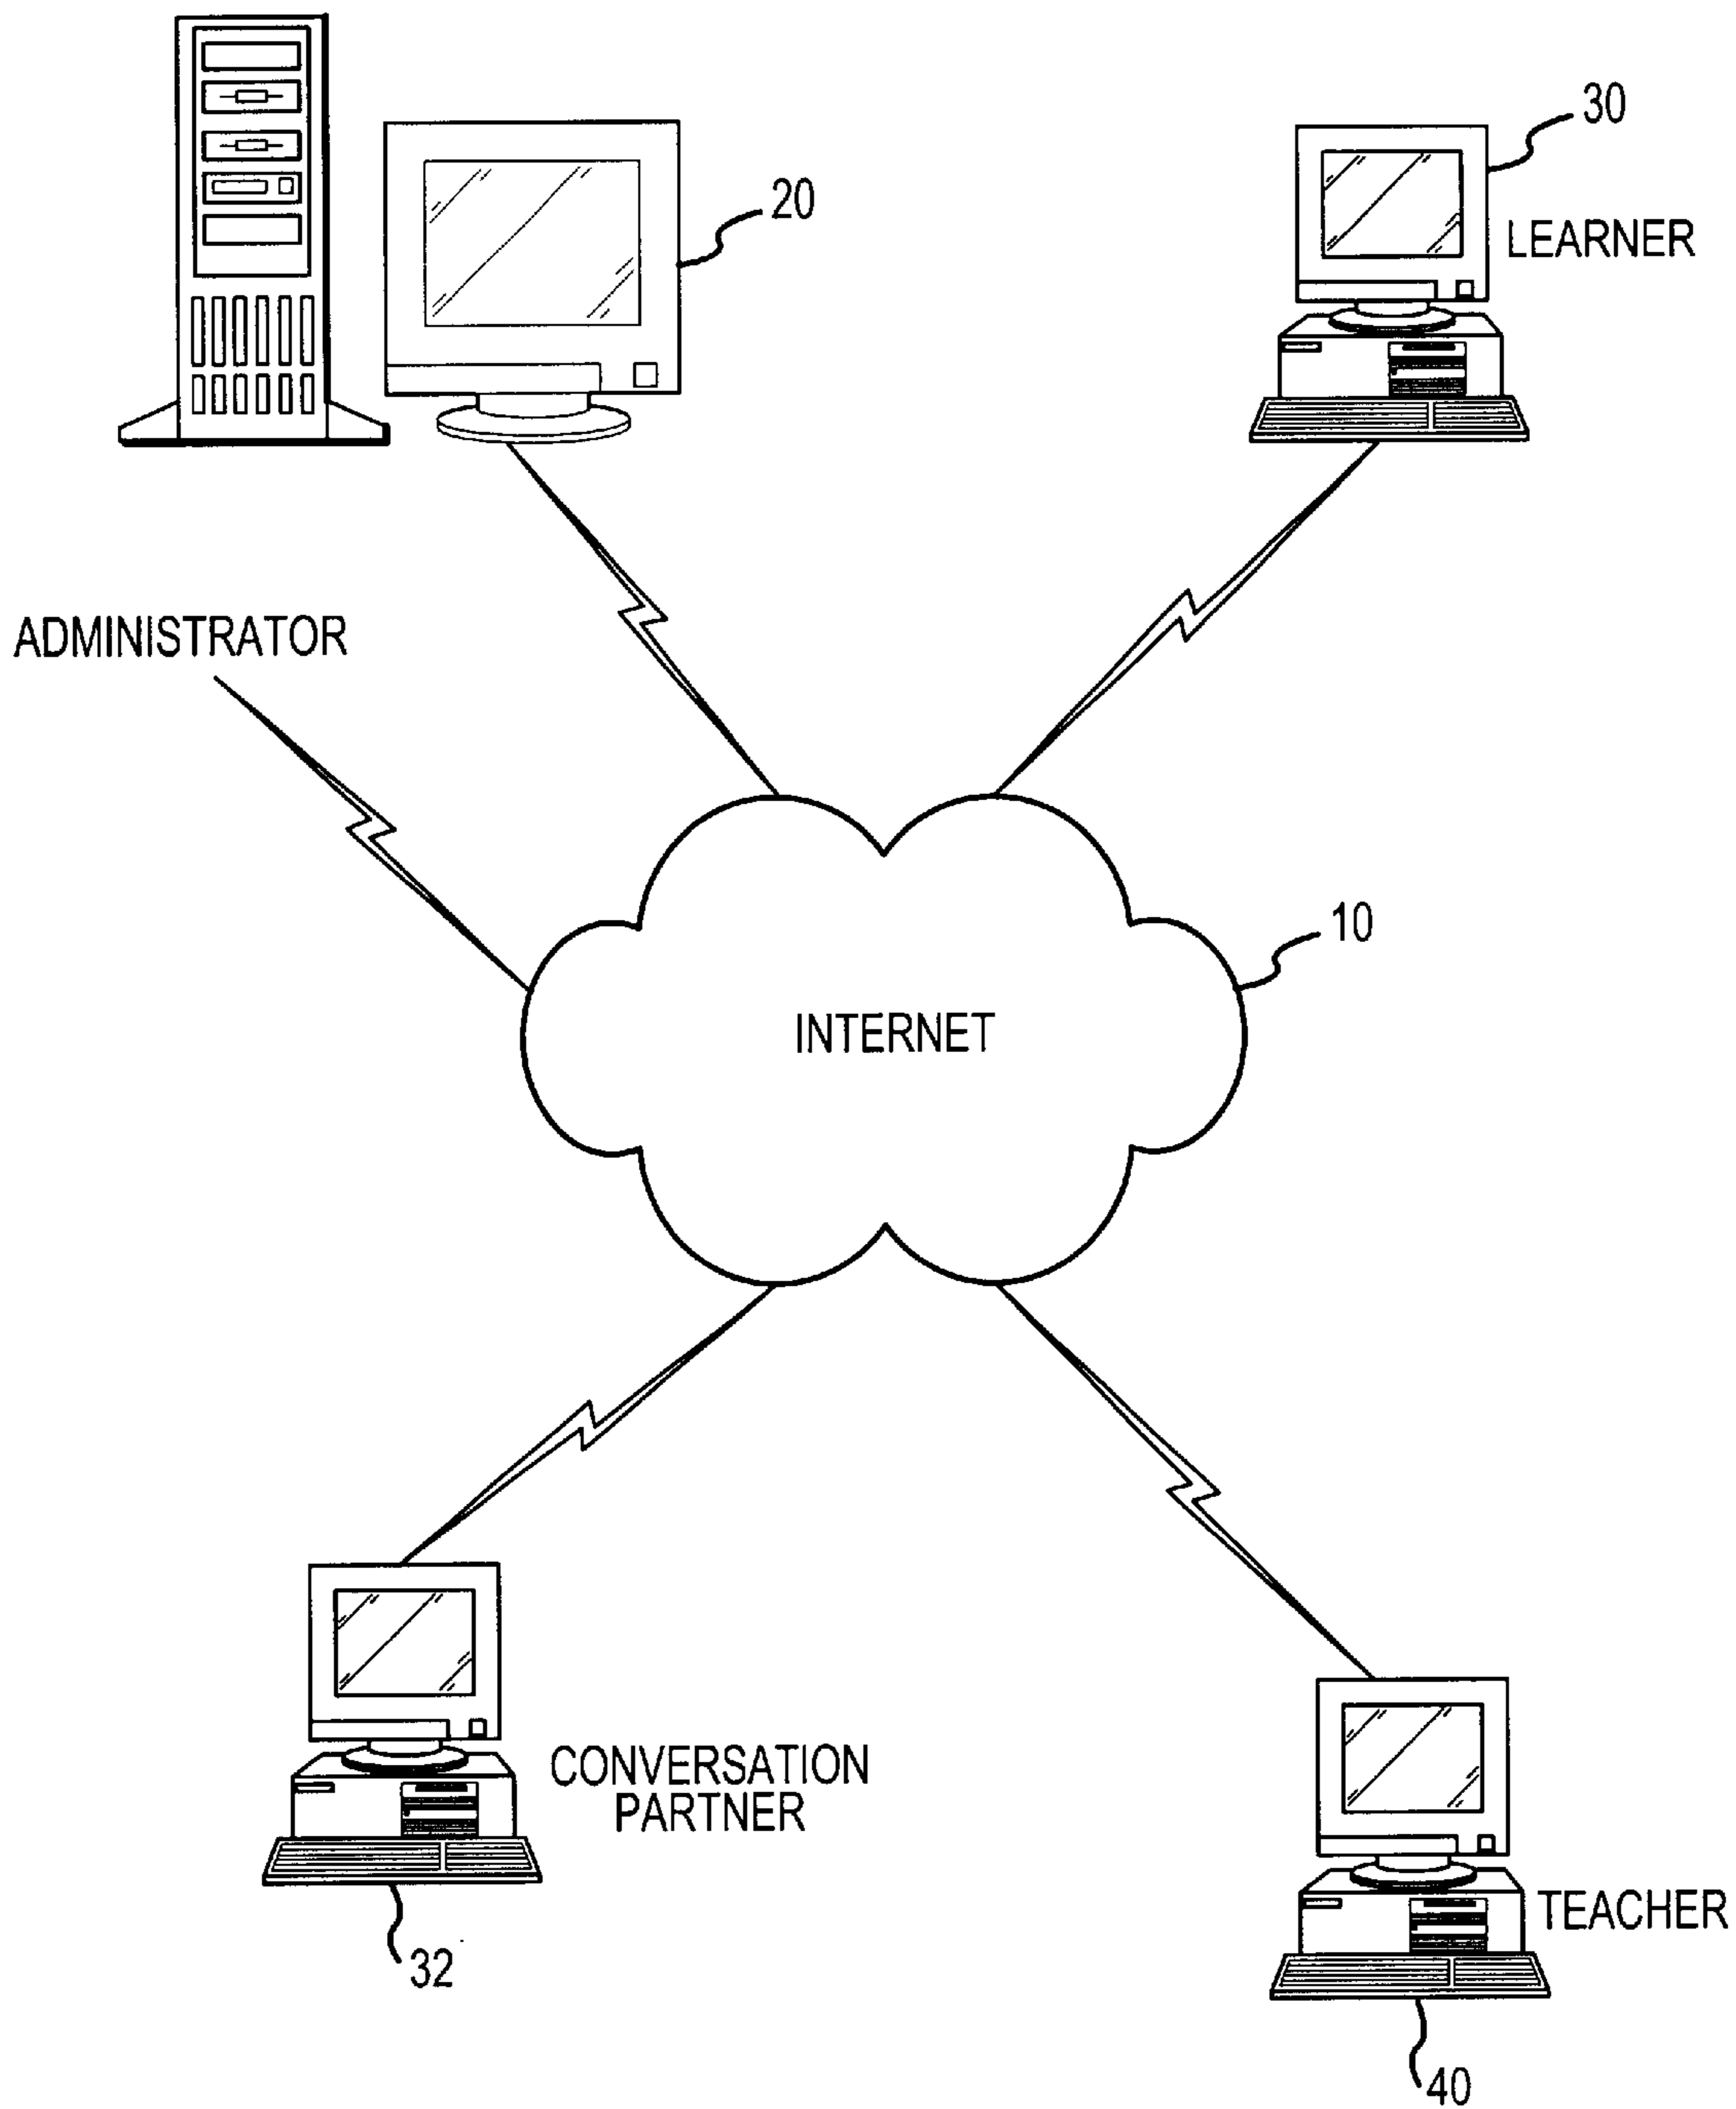 30
20
LEARNER
ADMINISTRATOR
10
INTERNET
CONVERSATION
PARTNER
TEACHER
32
40